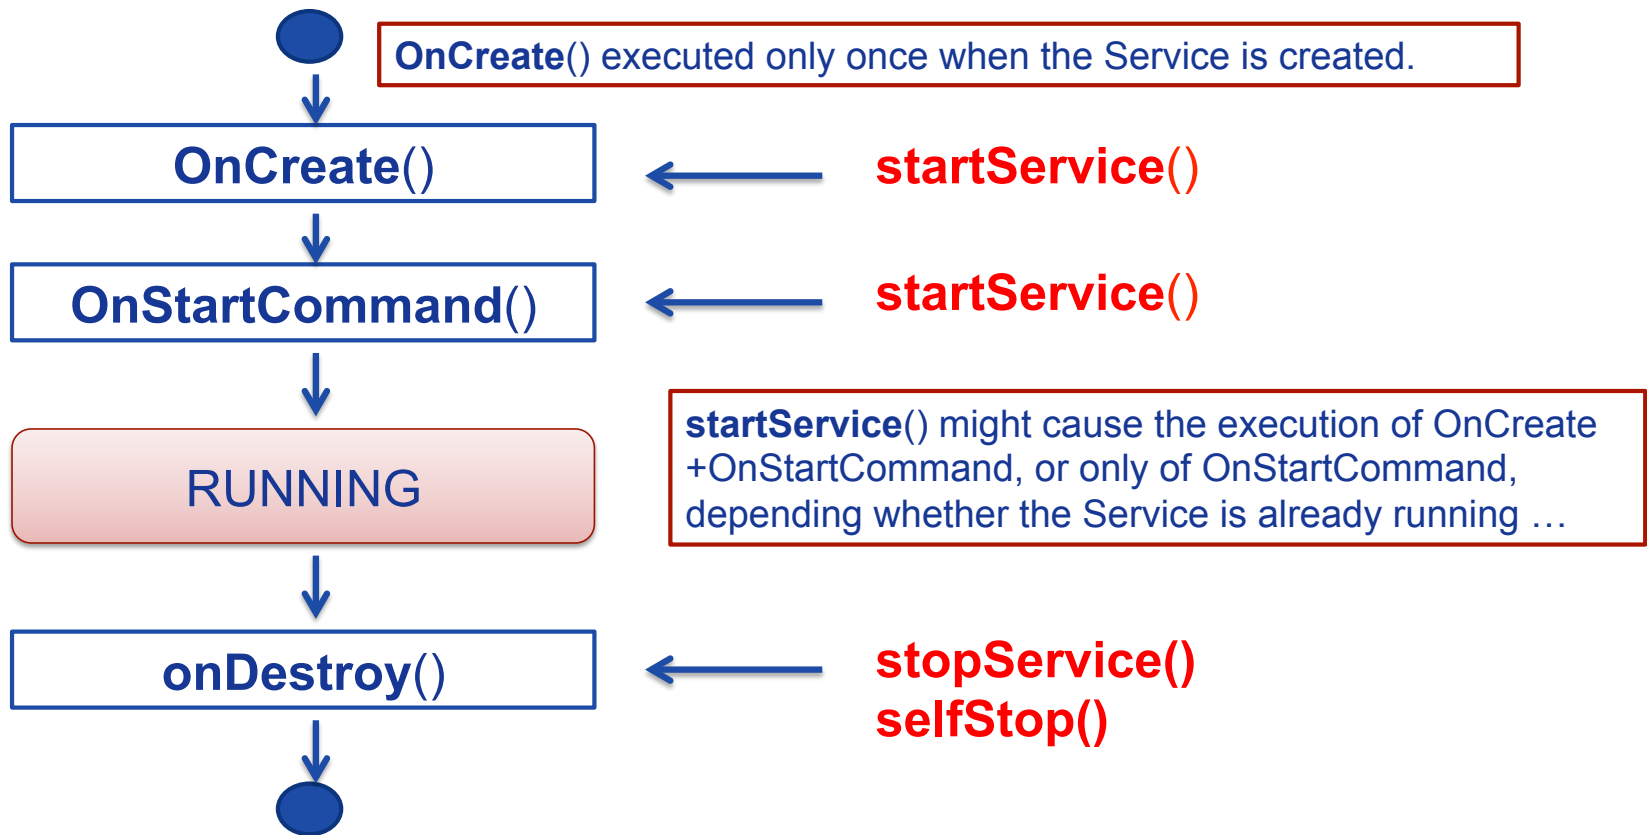 OnCreate() executed only once when the Service is created.
OnCreate()
startService()
OnStartCommand()
startService()
RUNNING
startService() might cause the execution of OnCreate
+OnStartCommand, or only of OnStartCommand,
depending whether the Service is already running …
onDestroy()
stopService()
selfStop()